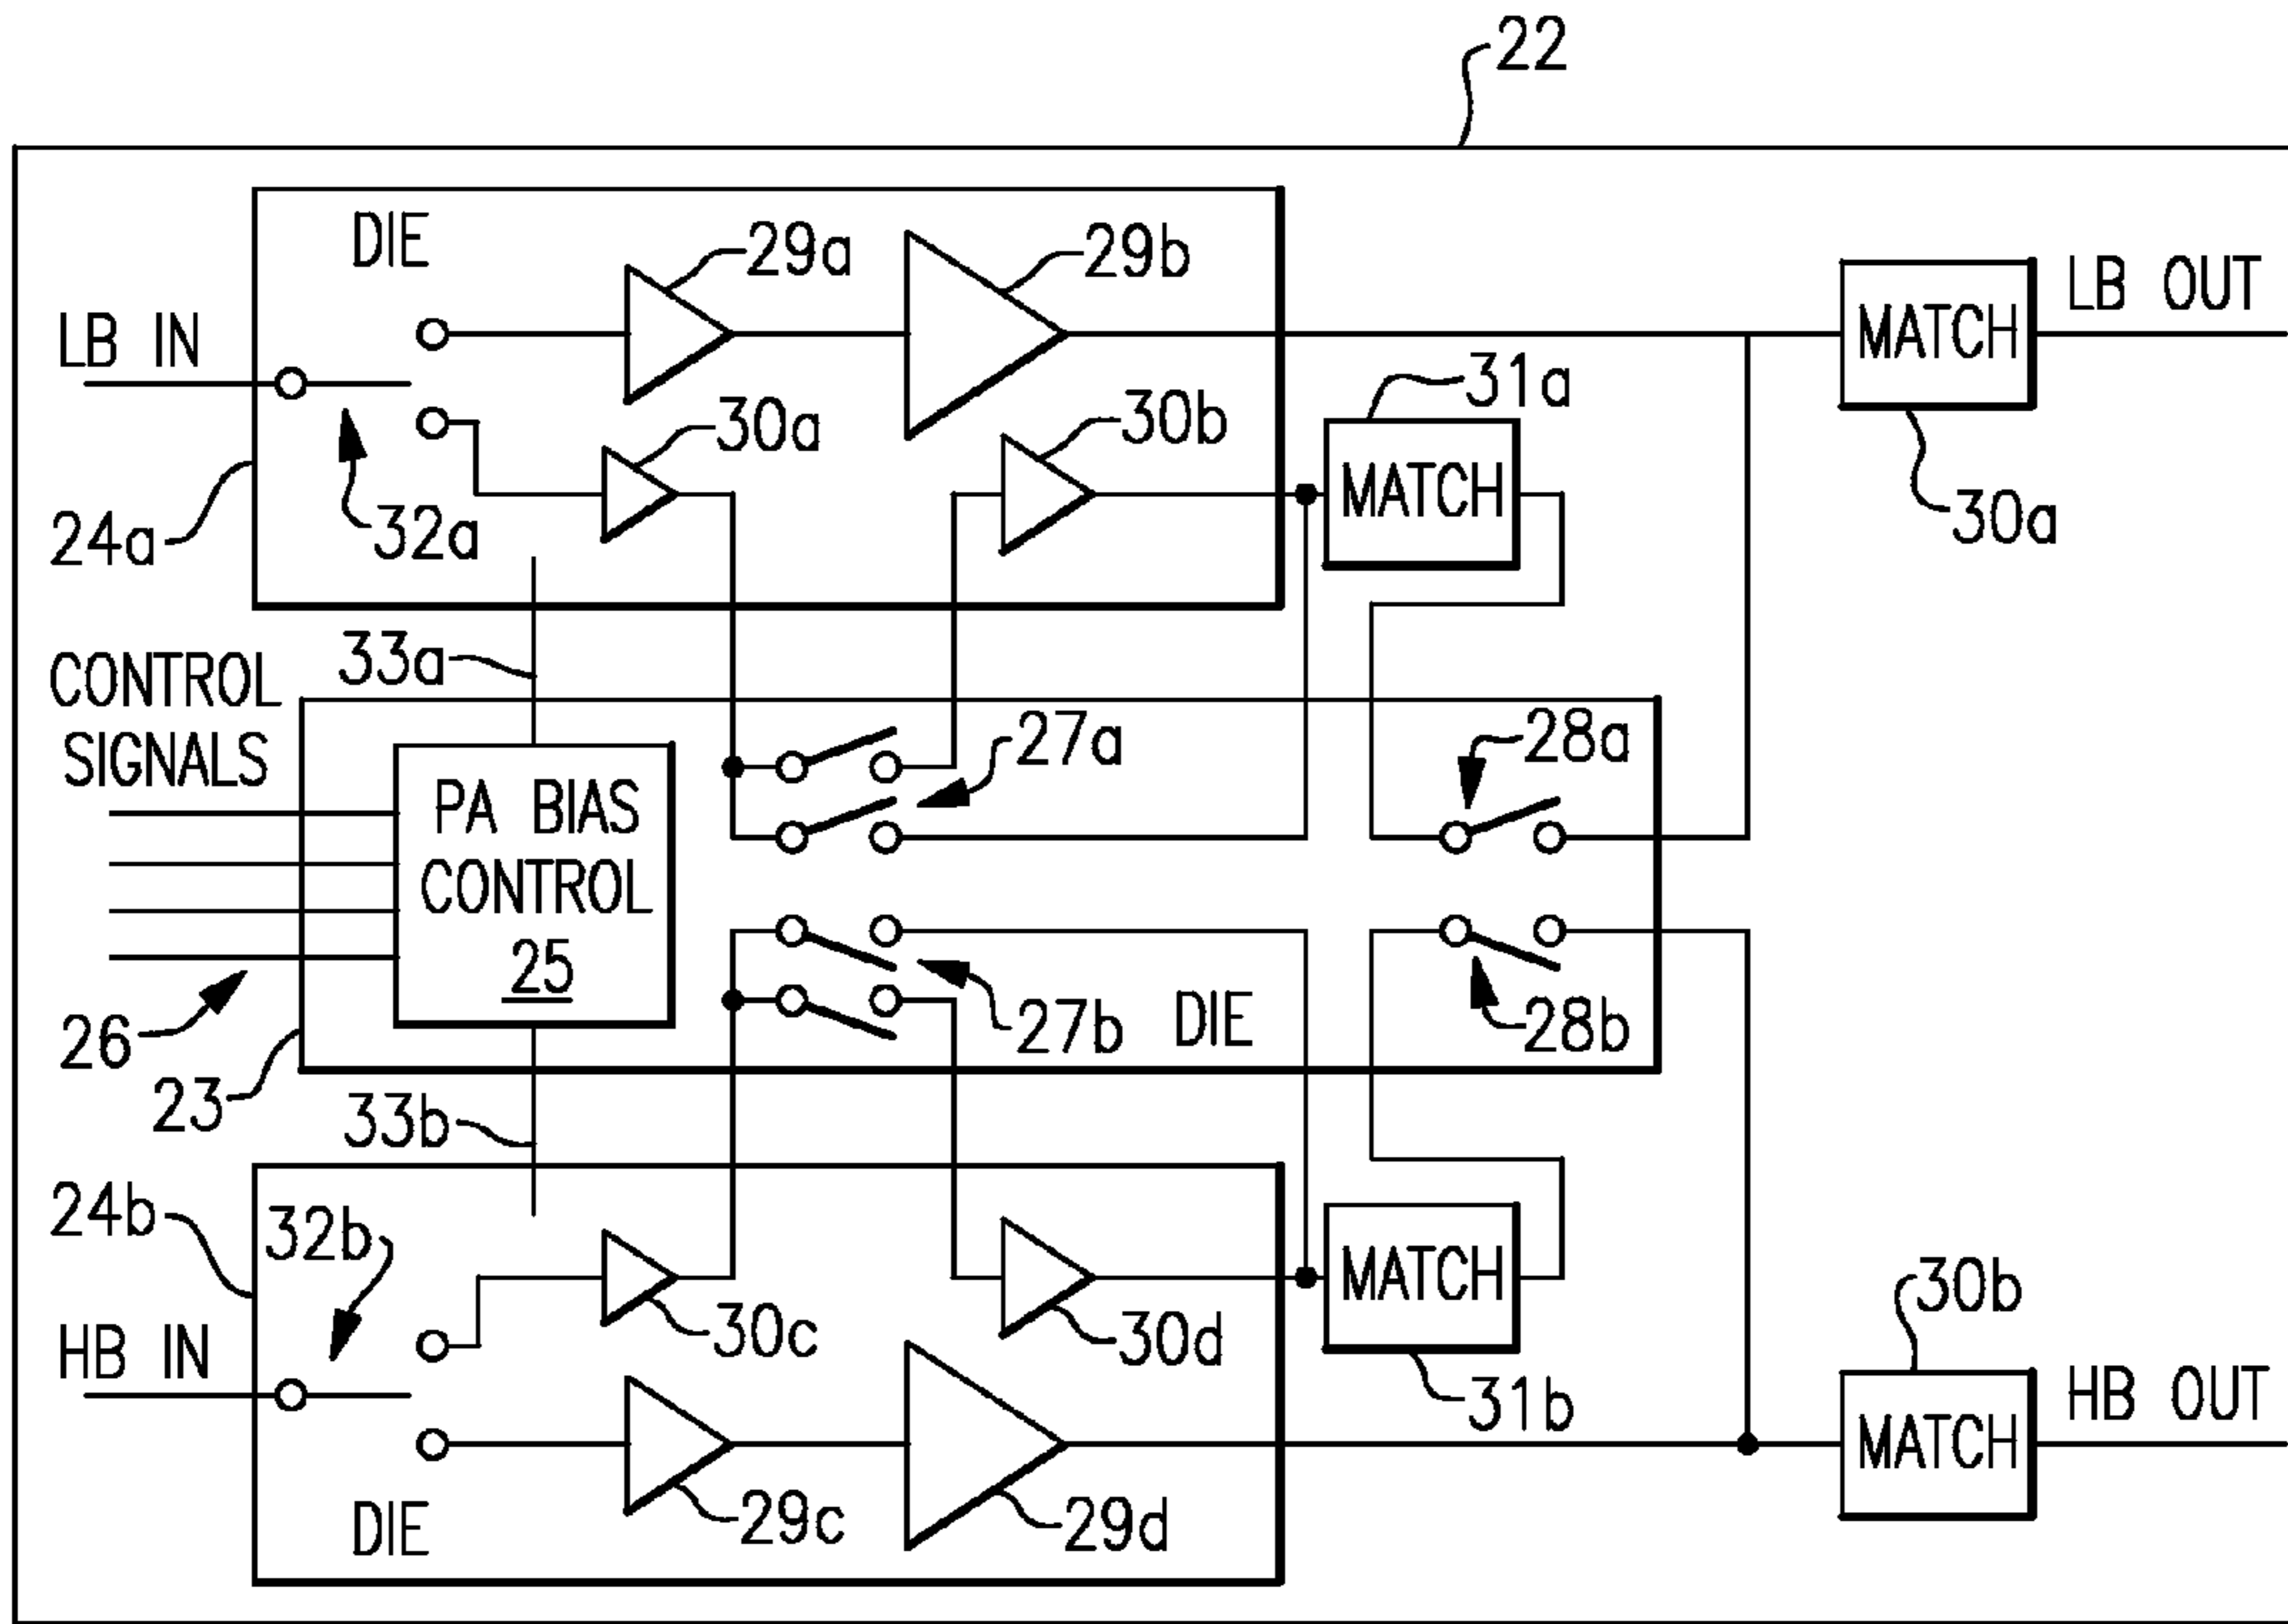 22
DIE
29a
29b
LB IN
LB OUT
MATCH
30a
30b
31a
MATCH
24a
32a
30a
33a
CONTROL
SIGNALS
27a
28a
PA BIAS
CONTROL
25
26
23
27b
DIE
28b
33b
24b
32b
30c
30d
MATCH
30b
HB IN
31b
HB OUT
MATCH
29c
29d
DIE